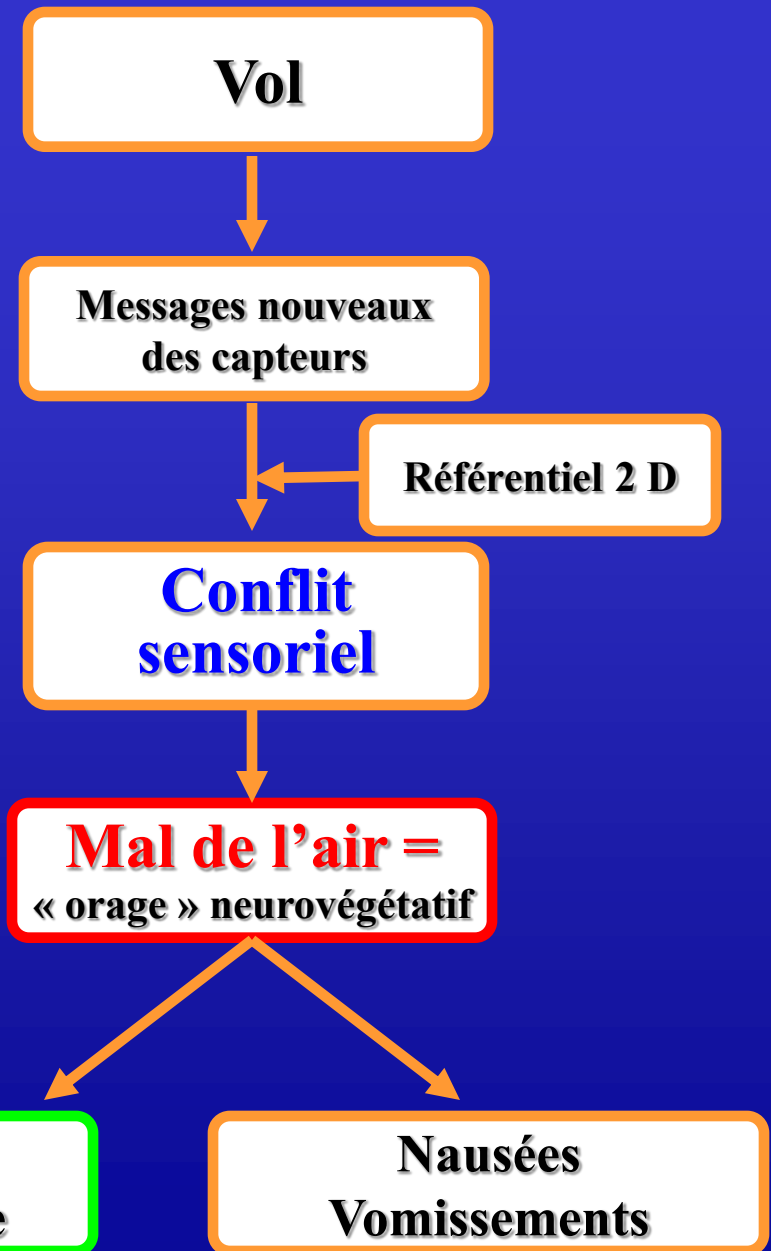 Vol
Messages nouveaux
des capteurs
Référentiel 2 D
Conflit
sensoriel
Mal de l’air =
« orage » neurovégétatif
Nausées
Vomissements